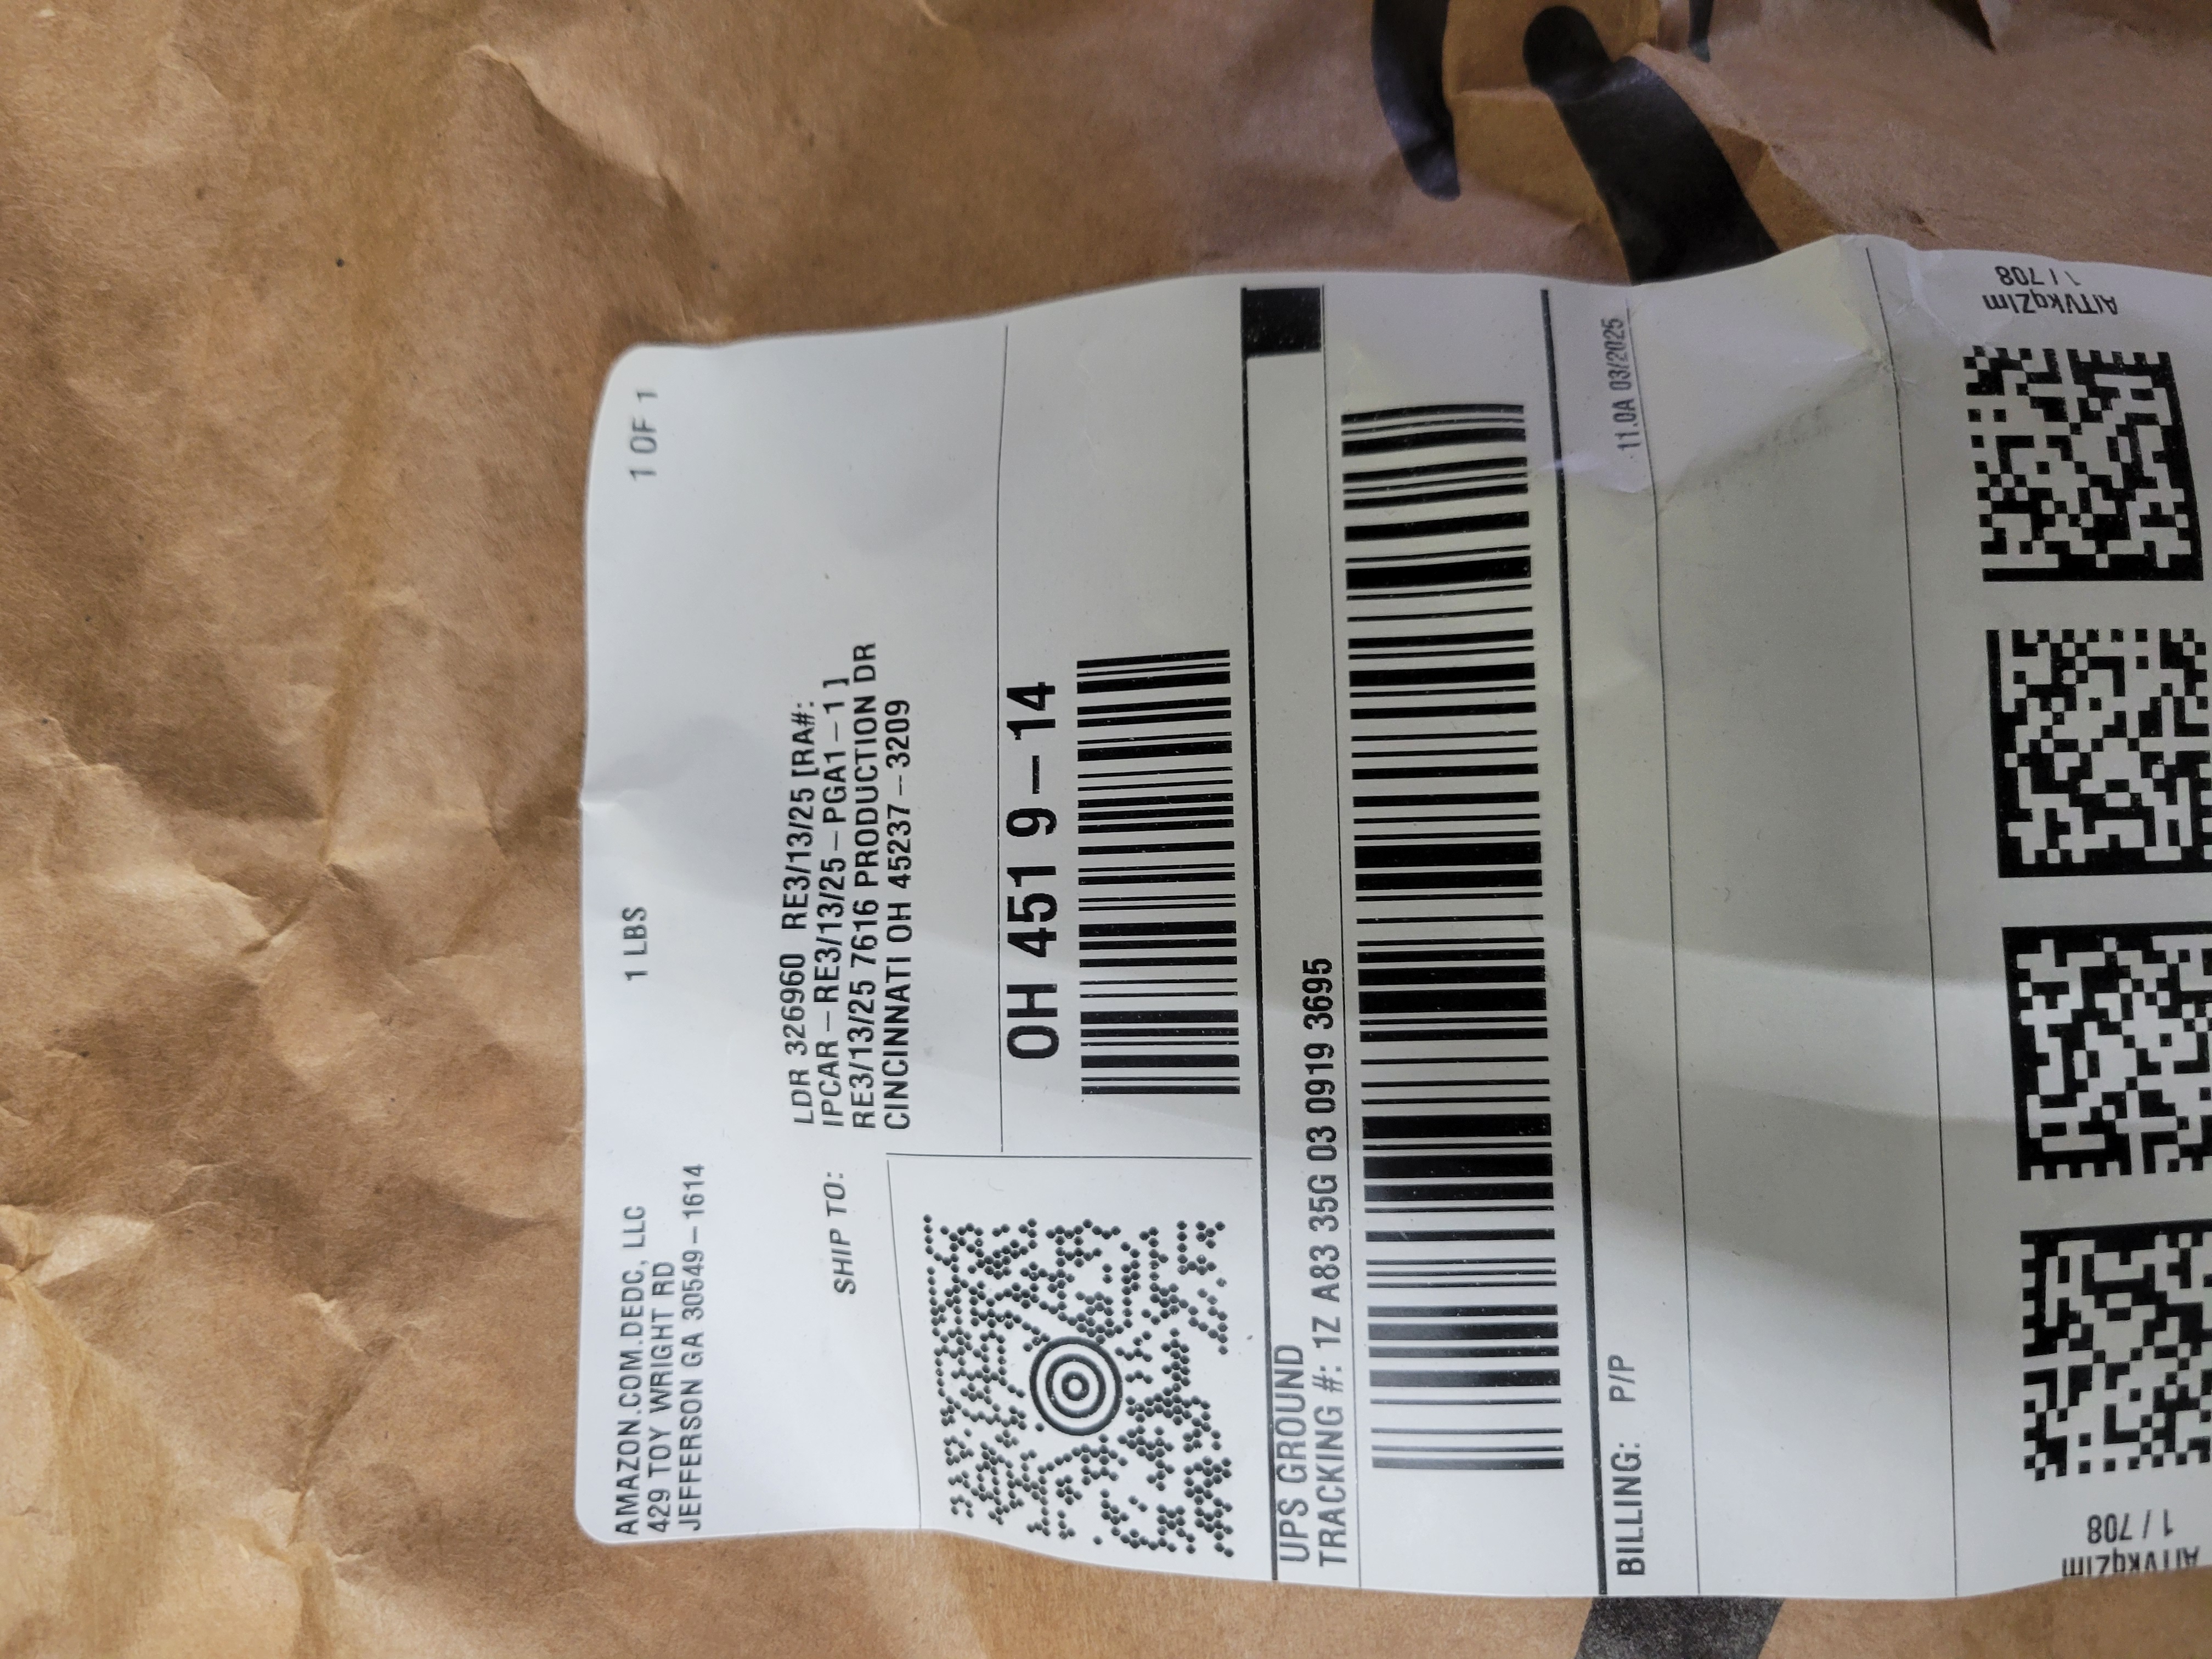 AMAZON.COM.DEDC, LLC
429 TOY WRIGHT RD
JEFFERSON GA 30549-1614
1 LBS
1 OF 1
SHIP TO:
LDR 326960 RE3/13/25 [RA#:
IPCAR-RE3/13/25-PGA1-1]
RE3/13/25 7616 PRODUCTION DR
CINCINNATI OH 45237-3209
OH 451 9-14
UPS GROUND
TRACKING #: 1Z A83 35G 03 0919 3695
BILLING: P/P
11.0A 03/2025
AlTVkqZlm
1 / 708
AlTVkqZlm
1 / 708